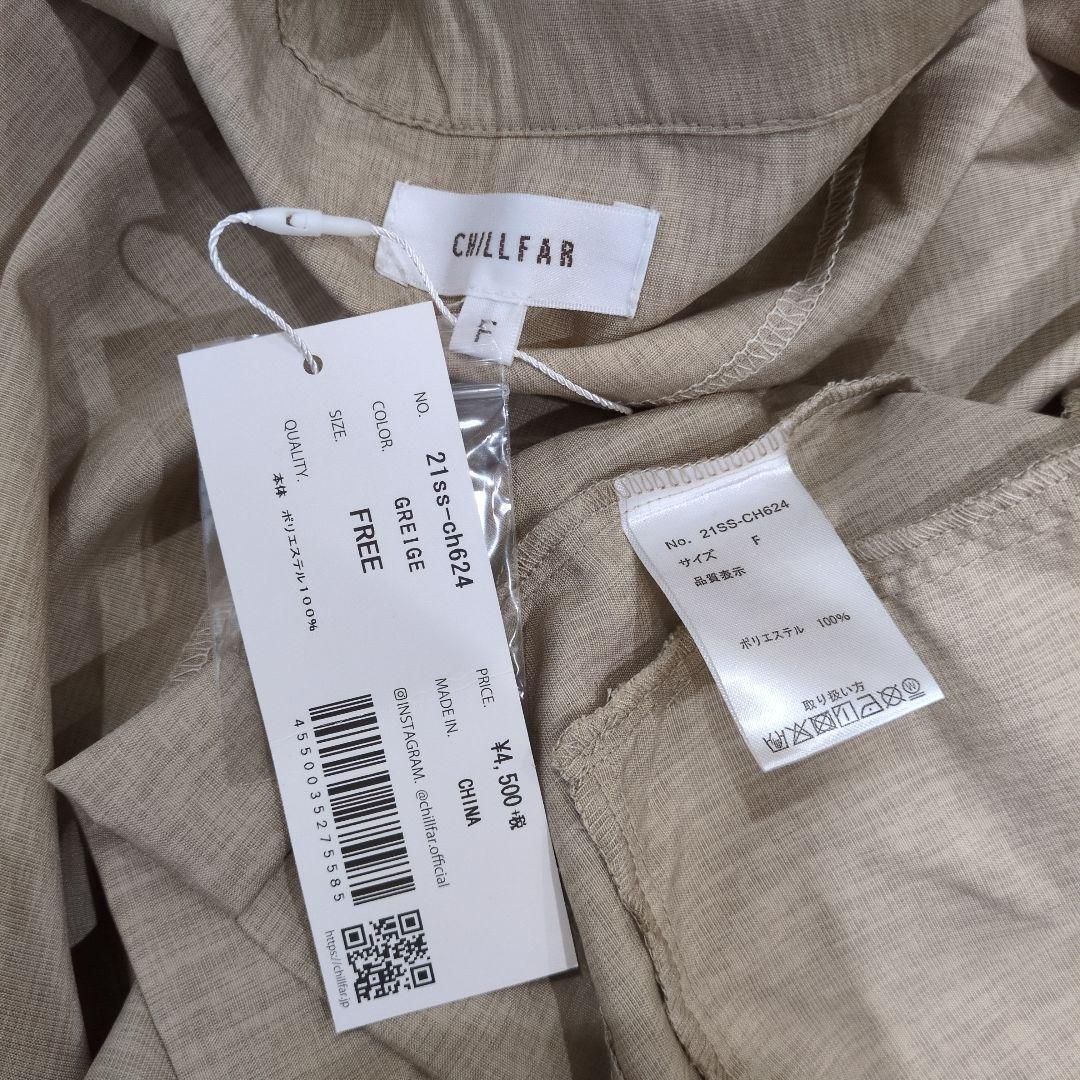 CHILLFAR
F
NO. 21ss-ch624
COLOR. GREIGE
SIZE. FREE
QUALITY. 本体 ポリエステル100%
PRICE. ¥4,500+税
MADE IN. CHINA
INSTAGRAM. @chillfar.official
4550035275585
https://chillfar.jp
No. 21SS-CH624
サイズ F
品質表示
ポリエステル 100%
取り扱い方